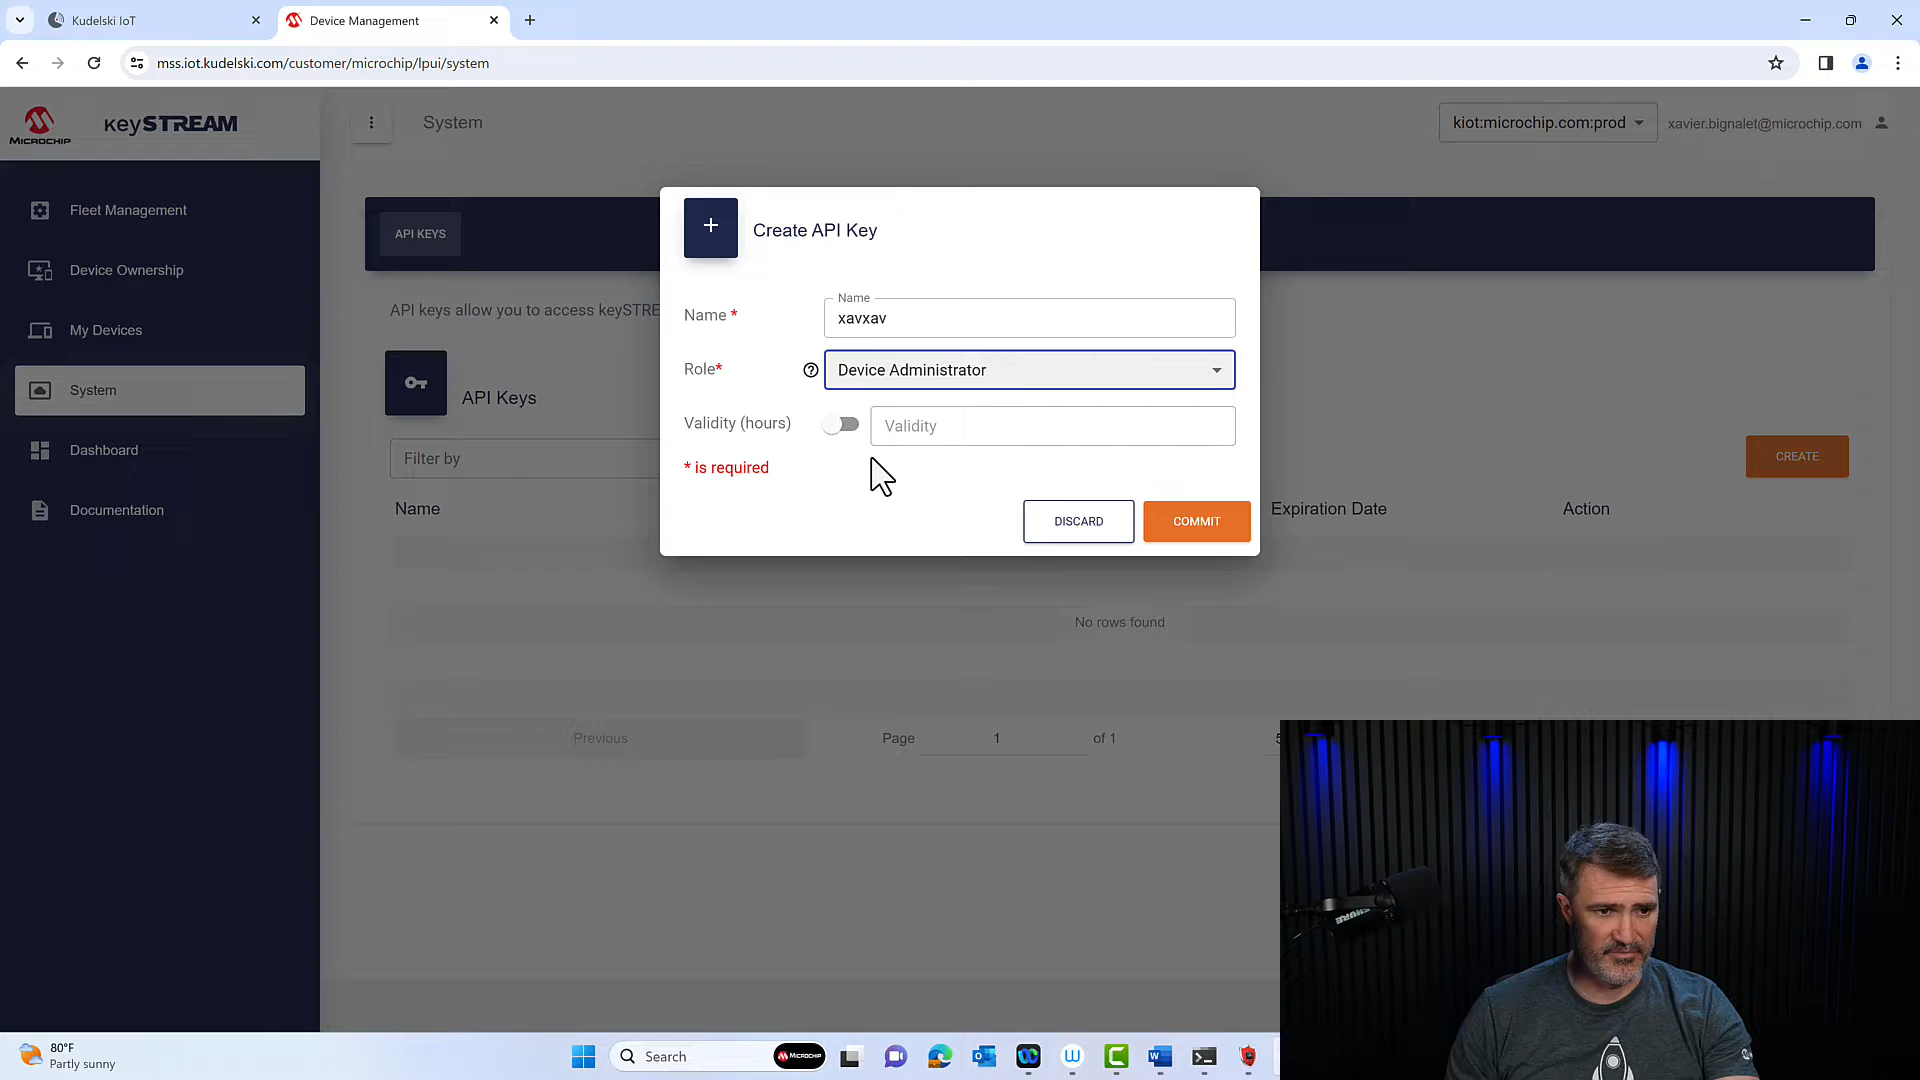 Kudelski IoT
Device Management
mss.iot.kudelski.com/customer/microchip/lpui/system
MICROCHIP
keySTREAM
System
kiot:microchip.com:prod
xavier.bignalet@microchip.com
Fleet Management
Device Ownership
My Devices
System
Dashboard
Documentation
API KEYS
API keys allow you to access keySTRE
API Keys
Filter by
CREATE
Name
Expiration Date
Action
No rows found
Previous
Page
1
of 1
5
+
Create API Key
Name *
Name
xavxav
Role*
Device Administrator
Validity (hours)
Validity
* is required
DISCARD
COMMIT
SHURE
80°F
Partly sunny
Search
MICROCHIP